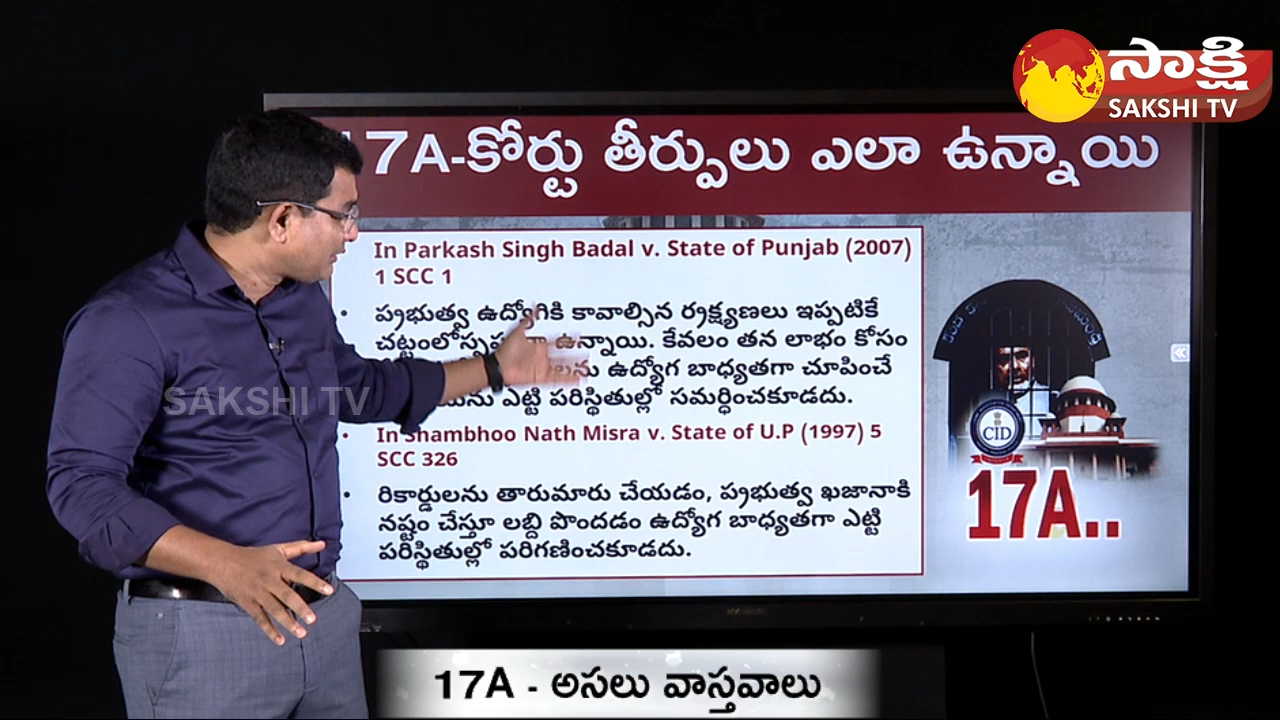 సాక్షి
SAKSHI TV
17A-కోర్టు తీర్పులు ఎలా ఉన్నాయి
In Parkash Singh Badal v. State of Punjab (2007)
1 SCC 1
• ప్రభుత్వ ఉద్యోగికి కావాల్సిన ర్రక్ష్యణలు ఇప్పటికే
చట్టంలోస్పష్ ఉన్నాయి. కేవలం తన లాభం కోసం
ఉద్యోగ బాధ్యతగా చూపించే
ఎట్టి పరిస్థితుల్లో సమర్ధించకూడదు.
• In Shambhoo Nath Misra v. State of U.P (1997) 5
SCC 326
• రికార్డులను తారుమారు చేయడం, ప్రభుత్వ ఖజానాకి
నష్టం చేస్తూ లబ్ది పొందడం ఉద్యోగ బాధ్యతగా ఎట్టి
పరిస్థితుల్లో పరిగణించకూడదు.
CID
17A..
SAKSHI TV
17A - అసలు వాస్తవాలు